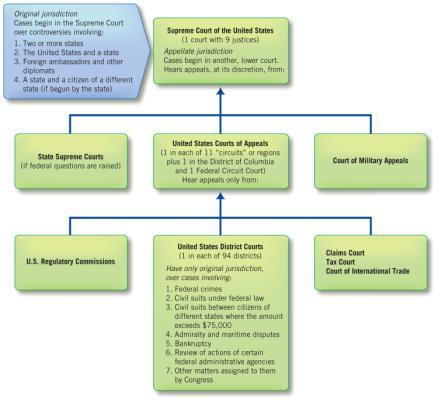 Original jurisdiction
Cases begin in the Supreme Court
over controversies involving:
1. Two or more states
2. The United States and a state
3. Foreign ambassadors and other
diplomats
4. A state and a citizen of a different
state (if begun by the state)
Supreme Court of the United States
(1 court with 9 justices)
Appellate jurisdiction
Cases begin in another, lower court.
Hears appeals, at its discretion, from:
State Supreme Courts
(if federal questions are raised)
United States Courts of Appeals
(1 in each of 11 "circuits" or regions
plus 1 in the District of Columbia
and 1 Federal Circuit Court)
Hear appeals only from:
Court of Military Appeals
U.S. Regulatory Commissions
United States District Courts
(1 in each of 94 districts)
Have only original jurisdiction,
over cases involving:
1. Federal crimes
2. Civil suits under federal law
3. Civil suits between citizens of
different states where the amount
exceeds $75,000
4. Admiralty and maritime disputes
5. Bankruptcy
6. Review of actions of certain
federal administrative agencies
7. Other matters assigned to them
by Congress
Claims Court
Tax Court
Court of International Trade